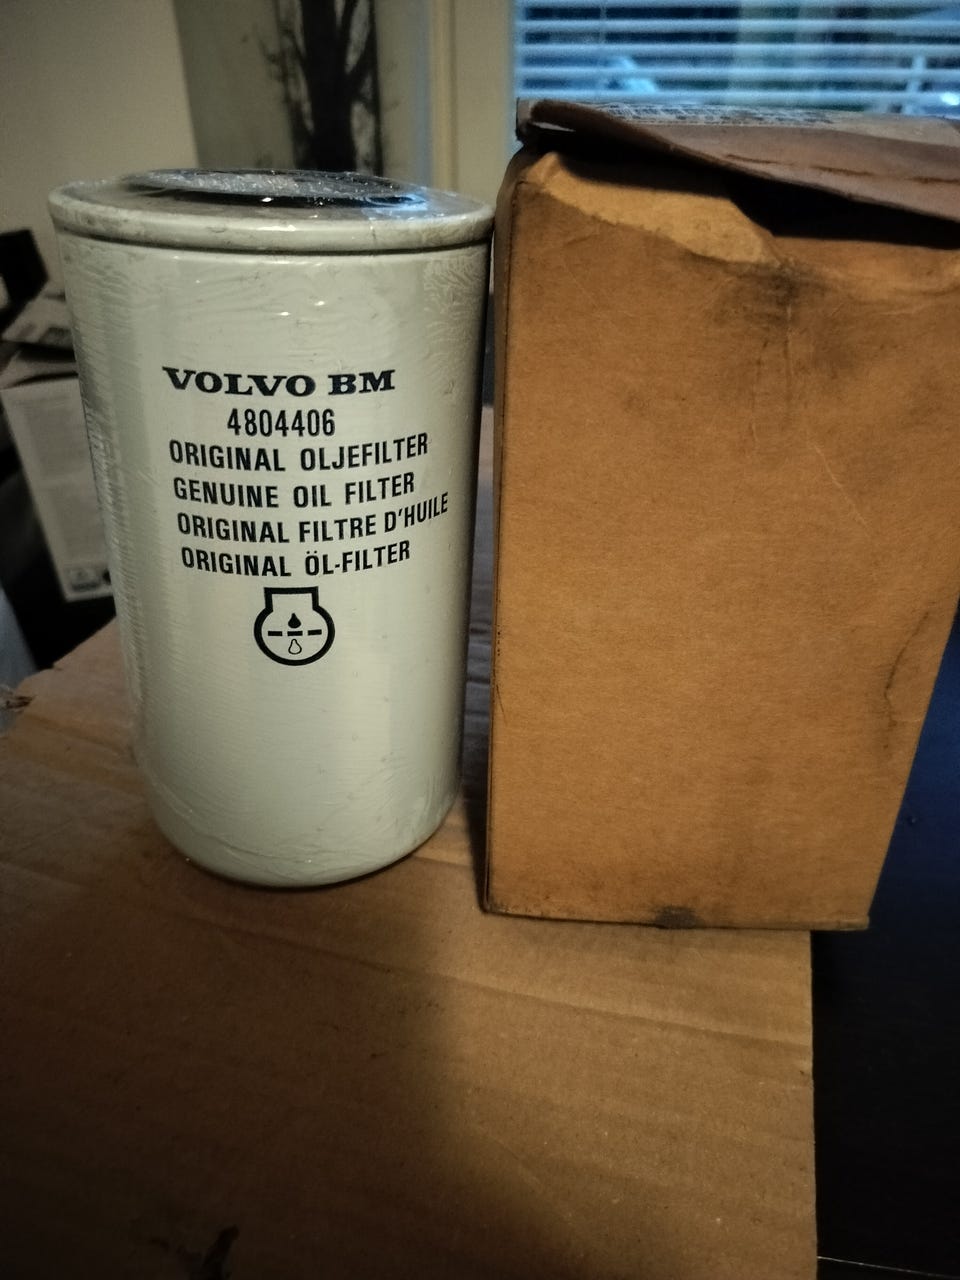 VOLVO BM
4804406
ORIGINAL OLJEFILTER
GENUINE OIL FILTER
ORIGINAL FILTRE D'HUILE
ORIGINAL ÖL-FILTER